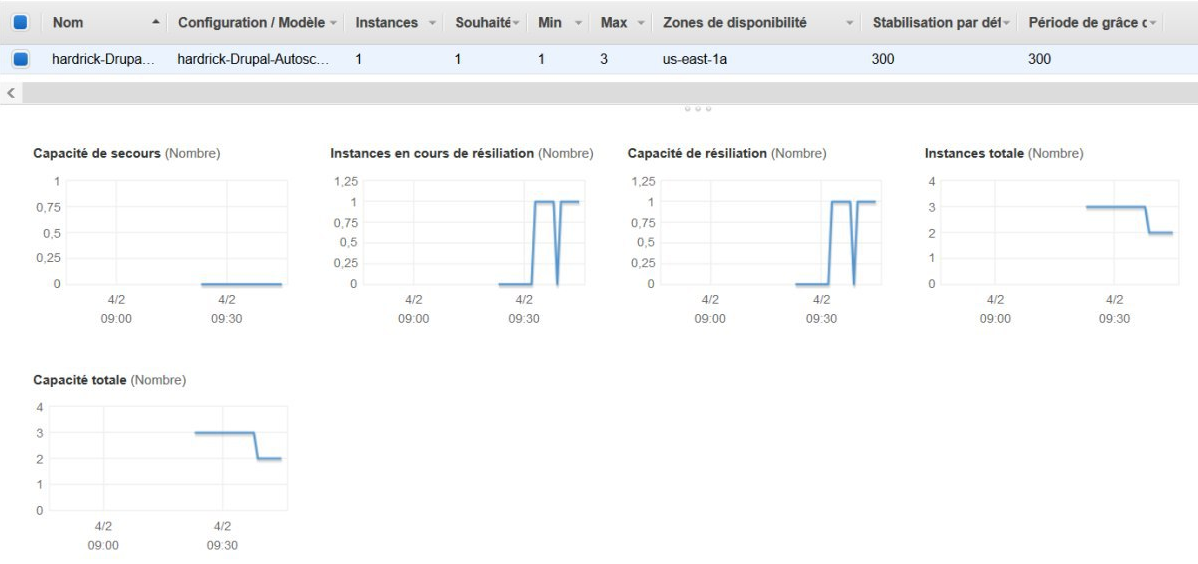 Nom Configuration / Modèle Instances Souhaité Min Max Zones de disponibilité Stabilisation par déf Période de grâce c
hardrick-Drupa... hardrick-Drupal-Autosc... 1 1 1 3 us-east-1a 300 300
Capacité de secours (Nombre) Instances en cours de résiliation (Nombre) Capacité de résiliation (Nombre) Instances totale (Nombre)
1 1,25 1,25 4
0,75 1 1 3
0,5 0,75 0,75 2
0,25 0,5 0,5 1
0 0,25 0,25 0
0 0
4/2 4/2 4/2 4/2 4/2 4/2 4/2 4/2
09:00 09:30 09:00 09:30 09:00 09:30 09:00 09:30
Capacité totale (Nombre)
4
3
2
1
0
4/2 4/2
09:00 09:30